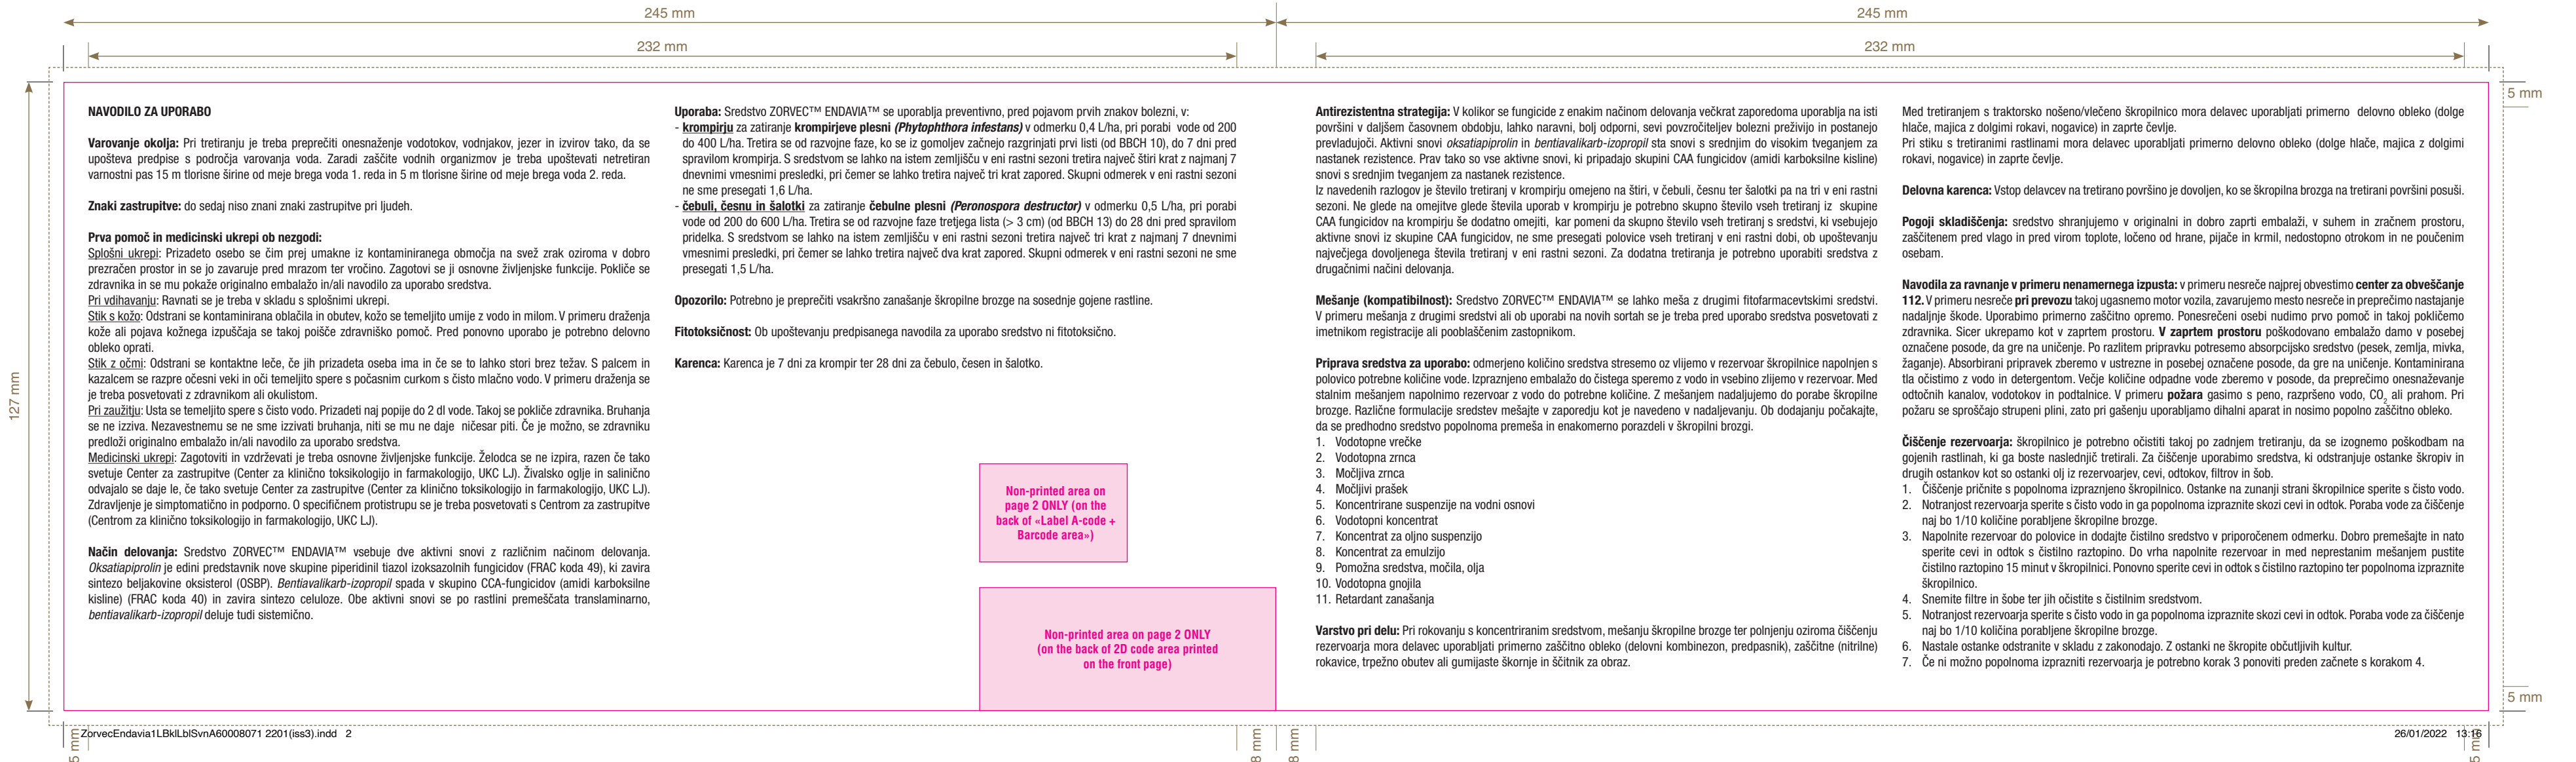 245 mm
245 mm
232 mm
232 mm
5 mm
127 mm
NAVODILO ZA UPORABO
Varovanje okolja: Pri tretiranju je treba preprečiti onesnaženje vodotokov, vodnjakov, jezer in izvirov tako, da se
upošteva predpise s področja varovanja voda. Zaradi zaščite vodnih organizmov je treba upoštevati netretiran
varnostni pas 15 m tlorisne širine od meje brega voda 1. reda in 5 m tlorisne širine od meje brega voda 2. reda.
Znaki zastrupitve: do sedaj niso znani znaki zastrupitve pri ljudeh.
Prva pomoč in medicinski ukrepi ob nezgodi:
Splošni ukrepi: Prizadeto osebo se čim prej umakne iz kontaminiranega območja na svež zrak oziroma v dobro
prezračen prostor in se jo zavaruje pred mrazom ter vročino. Zagotovi se ji osnovne življenjske funkcije. Pokliče se
zdravnika in se mu pokaže originalno embalažo in/ali navodilo za uporabo sredstva.
Pri vdihavanju: Ravnati se je treba v skladu s splošnimi ukrepi.
Stik s kožo: Odstrani se kontaminirana oblačila in obutev, kožo se temeljito umije z vodo in milom. V primeru draženja
kože ali pojava kožnega izpuščaja se takoj poišče zdravniško pomoč. Pred ponovno uporabo je potrebno delovno
obleko oprati.
Stik z očmi: Odstrani se kontaktne leče, če jih prizadeta oseba ima in če se to lahko stori brez težav. S palcem in
kazalcem se razpre očesni veki in oči temeljito spere s počasnim curkom s čisto mlačno vodo. V primeru draženja se
je treba posvetovati z zdravnikom ali okulistom.
Pri zaužitju: Usta se temeljito spere s čisto vodo. Prizadeti naj popije do 2 dl vode. Takoj se pokliče zdravnika. Bruhanja
se ne izziva. Nezavestnemu se ne sme izzivati bruhanja, niti se mu ne daje ničesar piti. Če je možno, se zdravniku
predloži originalno embalažo in/ali navodilo za uporabo sredstva.
Medicinski ukrepi: Zagotoviti in vzdrževati je treba osnovne življenjske funkcije. Želodca se ne izpira, razen če tako
svetuje Center za zastrupitve (Center za klinično toksikologijo in farmakologijo, UKC LJ). Živalsko oglje in salinično
odvajalo se daje le, če tako svetuje Center za zastrupitve (Center za klinično toksikologijo in farmakologijo, UKC LJ).
Zdravljenje je simptomatično in podporno. O specifičnem protistrupu se je treba posvetovati s Centrom za zastrupitve
(Centrom za klinično toksikologijo in farmakologijo, UKC LJ).
Način delovanja: Sredstvo ZORVEC™ ENDAVIA™ vsebuje dve aktivni snovi z različnim načinom delovanja.
Oksatiapiprolin je edini predstavnik nove skupine piperidinil tiazol izoksazolnih fungicidov (FRAC koda 49), ki zavira
sintezo beljakovine oksisterol (OSBP). Bentiavalikarb-izopropil spada v skupino CCA-fungicidov (amidi karboksilne
kisline) (FRAC koda 40) in zavira sintezo celuloze. Obe aktivni snovi se po rastlini premeščata translaminarno,
bentiavalikarb-izopropil deluje tudi sistemično.
Uporaba: Sredstvo ZORVEC™ ENDAVIA™ se uporablja preventivno, pred pojavom prvih znakov bolezni, v:
- krompirju za zatiranje krompirjeve plesni (Phytophthora infestans) v odmerku 0,4 L/ha, pri porabi vode od 200
do 400 L/ha. Tretira se od razvojne faze, ko se iz gomoljev začnejo razgrinjati prvi listi (od BBCH 10), do 7 dni pred
spravilom krompirja. S sredstvom se lahko na istem zemljišču v eni rastni sezoni tretira največ štiri krat z najmanj 7
dnevnimi vmesnimi presledki, pri čemer se lahko tretira največ tri krat zapored. Skupni odmerek v eni rastni sezoni
ne sme presegati 1,6 L/ha.
- čebuli, česnu in šalotki za zatiranje čebulne plesni (Peronospora destructor) v odmerku 0,5 L/ha, pri porabi
vode od 200 do 600 L/ha. Tretira se od razvojne faze tretjega lista (> 3 cm) (od BBCH 13) do 28 dni pred spravilom
pridelka. S sredstvom se lahko na istem zemljišču v eni rastni sezoni tretira največ tri krat z najmanj 7 dnevnimi
vmesnimi presledki, pri čemer se lahko tretira največ dva krat zapored. Skupni odmerek v eni rastni sezoni ne sme
presegati 1,5 L/ha.
Opozorilo: Potrebno je preprečiti vsakršno zanašanje škropilne brozge na sosednje gojene rastline.
Fitotoksičnost: Ob upoštevanju predpisanega navodila za uporabo sredstvo ni fitotoksično.
Karenca: Karenca je 7 dni za krompir ter 28 dni za čebulo, česen in šalotko.
Non-printed area on
page 2 ONLY (on the
back of «Label A-code +
Barcode area»)
Non-printed area on page 2 ONLY
(on the back of 2D code area printed
on the front page)
Antirezistentna strategija: V kolikor se fungicide z enakim načinom delovanja večkrat zaporedoma uporablja na isti
površini v daljšem časovnem obdobju, lahko naravni, bolj odporni, sevi povzročiteljev bolezni preživijo in postanejo
prevladujoči. Aktivni snovi oksatiapiprolin in bentiavalikarb-izopropil sta snovi s srednjim do visokim tveganjem za
nastanek rezistence. Prav tako so vse aktivne snovi, ki pripadajo skupini CAA fungicidov (amidi karboksilne kisline)
snovi s srednjim tveganjem za nastanek rezistence.
Iz navedenih razlogov je število tretiranj v krompirju omejeno na štiri, v čebuli, česnu ter šalotki pa na tri v eni rastni
sezoni. Ne glede na omejitve glede števila uporab v krompirju je potrebno skupno število vseh tretiranj iz skupine
CAA fungicidov na krompirju še dodatno omejiti, kar pomeni da skupno število vseh tretiranj s sredstvi, ki vsebujejo
aktivne snovi iz skupine CAA fungicidov, ne sme presegati polovice vseh tretiranj v eni rastni dobi, ob upoštevanju
največjega dovoljenega števila tretiranj v eni rastni sezoni. Za dodatna tretiranja je potrebno uporabiti sredstva z
drugačnimi načini delovanja.
Mešanje (kompatibilnost): Sredstvo ZORVEC™ ENDAVIA™ se lahko meša z drugimi fitofarmacevtskimi sredstvi.
V primeru mešanja z drugimi sredstvi ali ob uporabi na novih sortah se je treba pred uporabo sredstva posvetovati z
imetnikom registracije ali pooblaščenim zastopnikom.
Priprava sredstva za uporabo: odmerjeno količino sredstva stresemo oz vlijemo v rezervoar škropilnice napolnjen s
polovico potrebne količine vode. Izpraznjeno embalažo do čistega speremo z vodo in vsebino zlijemo v rezervoar. Med
stalnim mešanjem napolnimo rezervoar z vodo do potrebne količine. Z mešanjem nadaljujemo do porabe škropilne
brozge. Različne formulacije sredstev mešajte v zaporedju kot je navedeno v nadaljevanju. Ob dodajanju počakajte,
da se predhodno sredstvo popolnoma premeša in enakomerno porazdeli v škropilni brozgi.
1. Vodotopne vrečke
2. Vodotopna zrnca
3. Močljiva zrnca
4. Močljivi prašek
5. Koncentrirane suspenzije na vodni osnovi
6. Vodotopni koncentrat
7. Koncentrat za oljno suspenzijo
8. Koncentrat za emulzijo
9. Pomožna sredstva, močila, olja
10. Vodotopna gnojila
11. Retardant zanašanja
Varstvo pri delu: Pri rokovanju s koncentriranim sredstvom, mešanju škropilne brozge ter polnjenju oziroma čiščenju
rezervoarja mora delavec uporabljati primerno zaščitno obleko (delovni kombinezon, predpasnik), zaščitne (nitrilne)
rokavice, trpežno obutev ali gumijaste škornje in ščitnik za obraz.
Med tretiranjem s traktorsko nošeno/vlečeno škropilnico mora delavec uporabljati primerno delovno obleko (dolge
hlače, majica z dolgimi rokavi, nogavice) in zaprte čevlje.
Pri stiku s tretiranimi rastlinami mora delavec uporabljati primerno delovno obleko (dolge hlače, majica z dolgimi
rokavi, nogavice) in zaprte čevlje.
Delovna karenca: Vstop delavcev na tretirano površino je dovoljen, ko se škropilna brozga na tretirani površini posuši.
Pogoji skladiščenja: sredstvo shranjujemo v originalni in dobro zaprti embalaži, v suhem in zračnem prostoru,
zaščitenem pred vlago in pred virom toplote, ločeno od hrane, pijače in krmil, nedostopno otrokom in ne poučenim
osebam.
Navodila za ravnanje v primeru nenamernega izpusta: v primeru nesreče najprej obvestimo center za obveščanje
112. V primeru nesreče pri prevozu takoj ugasnemo motor vozila, zavarujemo mesto nesreče in preprečimo nastajanje
nadaljnje škode. Uporabimo primerno zaščitno opremo. Ponesrečeni osebi nudimo prvo pomoč in takoj pokličemo
zdravnika. Sicer ukrepamo kot v zaprtem prostoru. V zaprtem prostoru poškodovano embalažo damo v posebej
označene posode, da gre na uničenje. Po razlitem pripravku potresemo absorpcijsko sredstvo (pesek, zemlja, mivka,
žaganje). Absorbirani pripravek zberemo v ustrezne in posebej označene posode, da gre na uničenje. Kontaminirana
tla očistimo z vodo in detergentom. Večje količine odpadne vode zberemo v posode, da preprečimo onesnaževanje
odtočnih kanalov, vodotokov in podtalnice. V primeru požara gasimo s peno, razpršeno vodo, CO2 ali prahom. Pri
požaru se sproščajo strupeni plini, zato pri gašenju uporabljamo dihalni aparat in nosimo popolno zaščitno obleko.
Čiščenje rezervoarja: škropilnico je potrebno očistiti takoj po zadnjem tretiranju, da se izognemo poškodbam na
gojenih rastlinah, ki ga boste naslednjič tretirali. Za čiščenje uporabimo sredstva, ki odstranjuje ostanke škropiv in
drugih ostankov kot so ostanki olj iz rezervoarjev, cevi, odtokov, filtrov in šob.
1. Čiščenje pričnite s popolnoma izpraznjeno škropilnico. Ostanke na zunanji strani škropilnice sperite s čisto vodo.
2. Notranjost rezervoarja sperite s čisto vodo in ga popolnoma izpraznite skozi cevi in odtok. Poraba vode za čiščenje
naj bo 1/10 količine porabljene škropilne brozge.
3. Napolnite rezervoar do polovice in dodajte čistilno sredstvo v priporočenem odmerku. Dobro premešajte in nato
sperite cevi in odtok s čistilno raztopino. Do vrha napolnite rezervoar in med neprestanim mešanjem pustite
čistilno raztopino 15 minut v škropilnici. Ponovno sperite cevi in odtok s čistilno raztopino ter popolnoma izpraznite
škropilnico.
4. Snemite filtre in šobe ter jih očistite s čistilnim sredstvom.
5. Notranjost rezervoarja sperite s čisto vodo in ga popolnoma izpraznite skozi cevi in odtok. Poraba vode za čiščenje
naj bo 1/10 količina porabljene škropilne brozge.
6. Nastale ostanke odstranite v skladu z zakonodajo. Z ostanki ne škropite občutljivih kultur.
7. Če ni možno popolnoma izprazniti rezervoarja je potrebno korak 3 ponoviti preden začnete s korakom 4.
5 mm
ZorvecEndavia1LBklLblSvnA60008071 2201(iss3).indd 2
26/01/2022 13:16
5 mm
8 mm
8 mm
5 mm